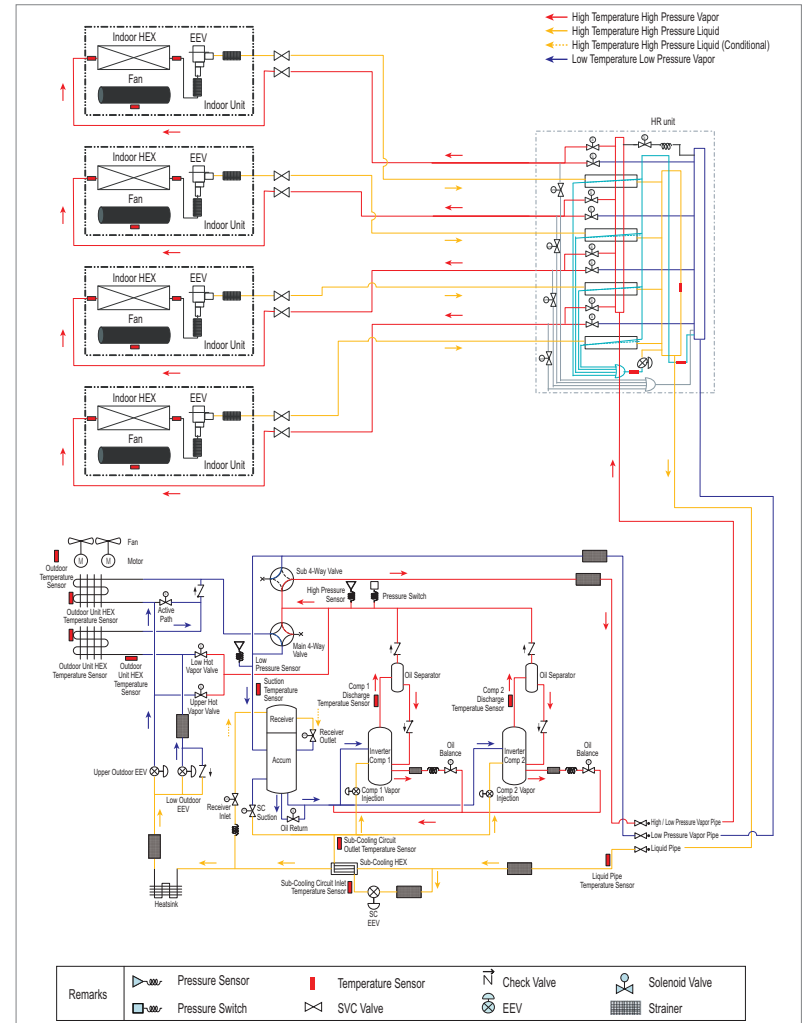 High Temperature High Pressure Vapor
High Temperature High Pressure Liquid
High Temperature High Pressure Liquid (Conditional)
Low Temperature Low Pressure Vapor
Indoor HEX
EEV
Fan
Indoor Unit
Indoor HEX
EEV
Fan
Indoor Unit
Indoor HEX
EEV
Fan
Indoor Unit
Indoor HEX
EEV
Fan
Indoor Unit
HR unit
S
S
S
S
S
S
S
S
S
Fan
M
M
Motor
Outdoor
Temperature
Sensor
Outdoor Unit HEX
Temperature Sensor
Active
Path
Outdoor Unit HEX
Temperature Sensor
Outdoor
Unit HEX
Temperature
Sensor
Low Hot
Vapor Valve
Upper Hot
Vapor Valve
Sub 4-Way Valve
High Pressure
Sensor
Pressure Switch
Main 4-Way
Valve
Low
Pressure Sensor
Suction
Temperature
Sensor
Comp 1
Discharge
Temperatue Sensor
Oil Separator
Comp 2
Discharge
Temperatue Sensor
Oil Separator
Receiver
Receiver
Outlet
Accum
Inverter
Comp 1
Oil
Balance
Inverter
Comp 2
Oil
Balance
Upper Outdoor EEV
Low Outdoor
EEV
Receiver
Inlet
SC
Suction
Oil Return
Comp 1 Vapor
Injection
Comp 2 Vapor
Injection
High / Low Pressure Vapor Pipe
Low Pressure Vapor Pipe
Liquid Pipe
Sub-Cooling Circuit
Outlet Temperature Sensor
Sub-Cooling HEX
Liquid Pipe
Temperature Sensor
Sub-Cooling Circuit Inlet
Temperature Sensor
SC
EEV
Heatsink
Remarks
Pressure Sensor
Temperature Sensor
Check Valve
Solenoid Valve
Pressure Switch
SVC Valve
EEV
Strainer